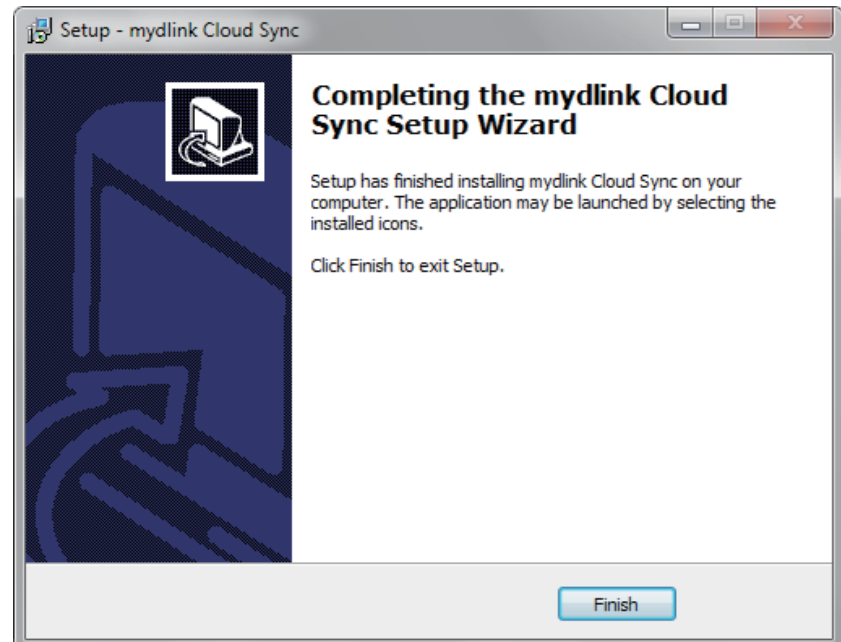 Setup - mydlink Cloud Sync
Completing the mydlink Cloud
Sync Setup Wizard
Setup has finished installing mydlink Cloud Sync on your
computer. The application may be launched by selecting the
installed icons.
Click Finish to exit Setup.
Finish